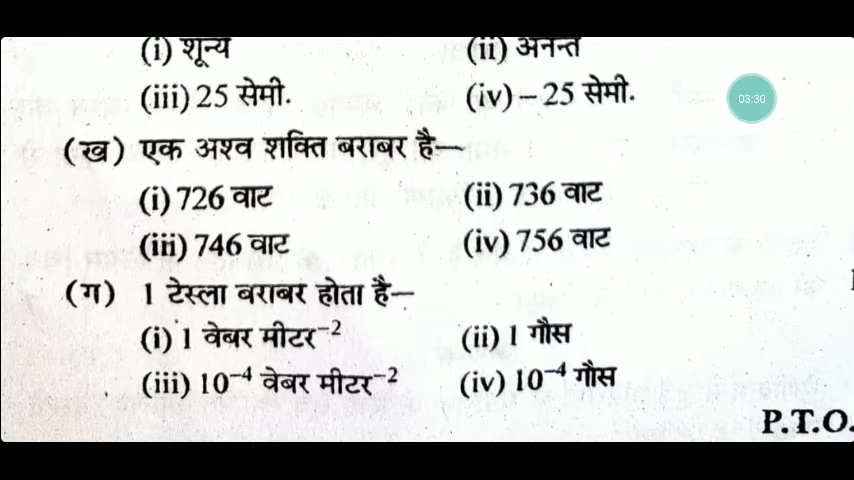 (i) शून्य (ii) अनन्त
(iii) 25 सेमी. (iv) – 25 सेमी.
03:30
(ख) एक अश्व शक्ति बराबर है—
(i) 726 वाट (ii) 736 वाट
(iii) 746 वाट (iv) 756 वाट
(ग) 1 टेस्ला बराबर होता है—
(i) 1 वेबर मीटर⁻² (ii) 1 गौस
(iii) 10⁻⁴ वेबर मीटर⁻² (iv) 10⁻⁴ गौस
P.T.O.